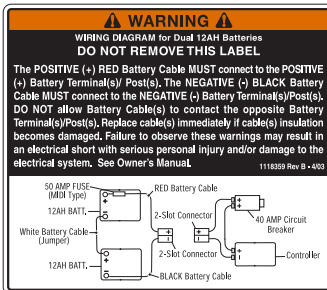 WARNING
WIRING DIAGRAM for Dual 12AH Batteries
DO NOT REMOVE THIS LABEL
The POSITIVE (+) RED Battery Cable MUST connect to the POSITIVE
(+) Battery Terminal(s)/ Post(s). The NEGATIVE (-) BLACK Battery
Cable MUST connect to the NEGATIVE (-) Battery Terminal(s)/Post(s).
DO NOT allow Battery Cable(s) to contact the opposite Battery
Terminal(s)/Post(s). Replace cable(s) immediately if cable(s) insulation
becomes damaged. Failure to observe these warnings may result in
an electrical short with serious personal injury and/or damage to the
electrical system. See Owner's Manual. 1118359 Rev B • 4/03
50 AMP FUSE
(MIDI Type)
RED Battery Cable
12AH BATT.
2-Slot Connector
40 AMP Circuit
Breaker
White Battery Cable
(Jumper)
2-Slot Connector
Controller
12AH BATT.
BLACK Battery Cable